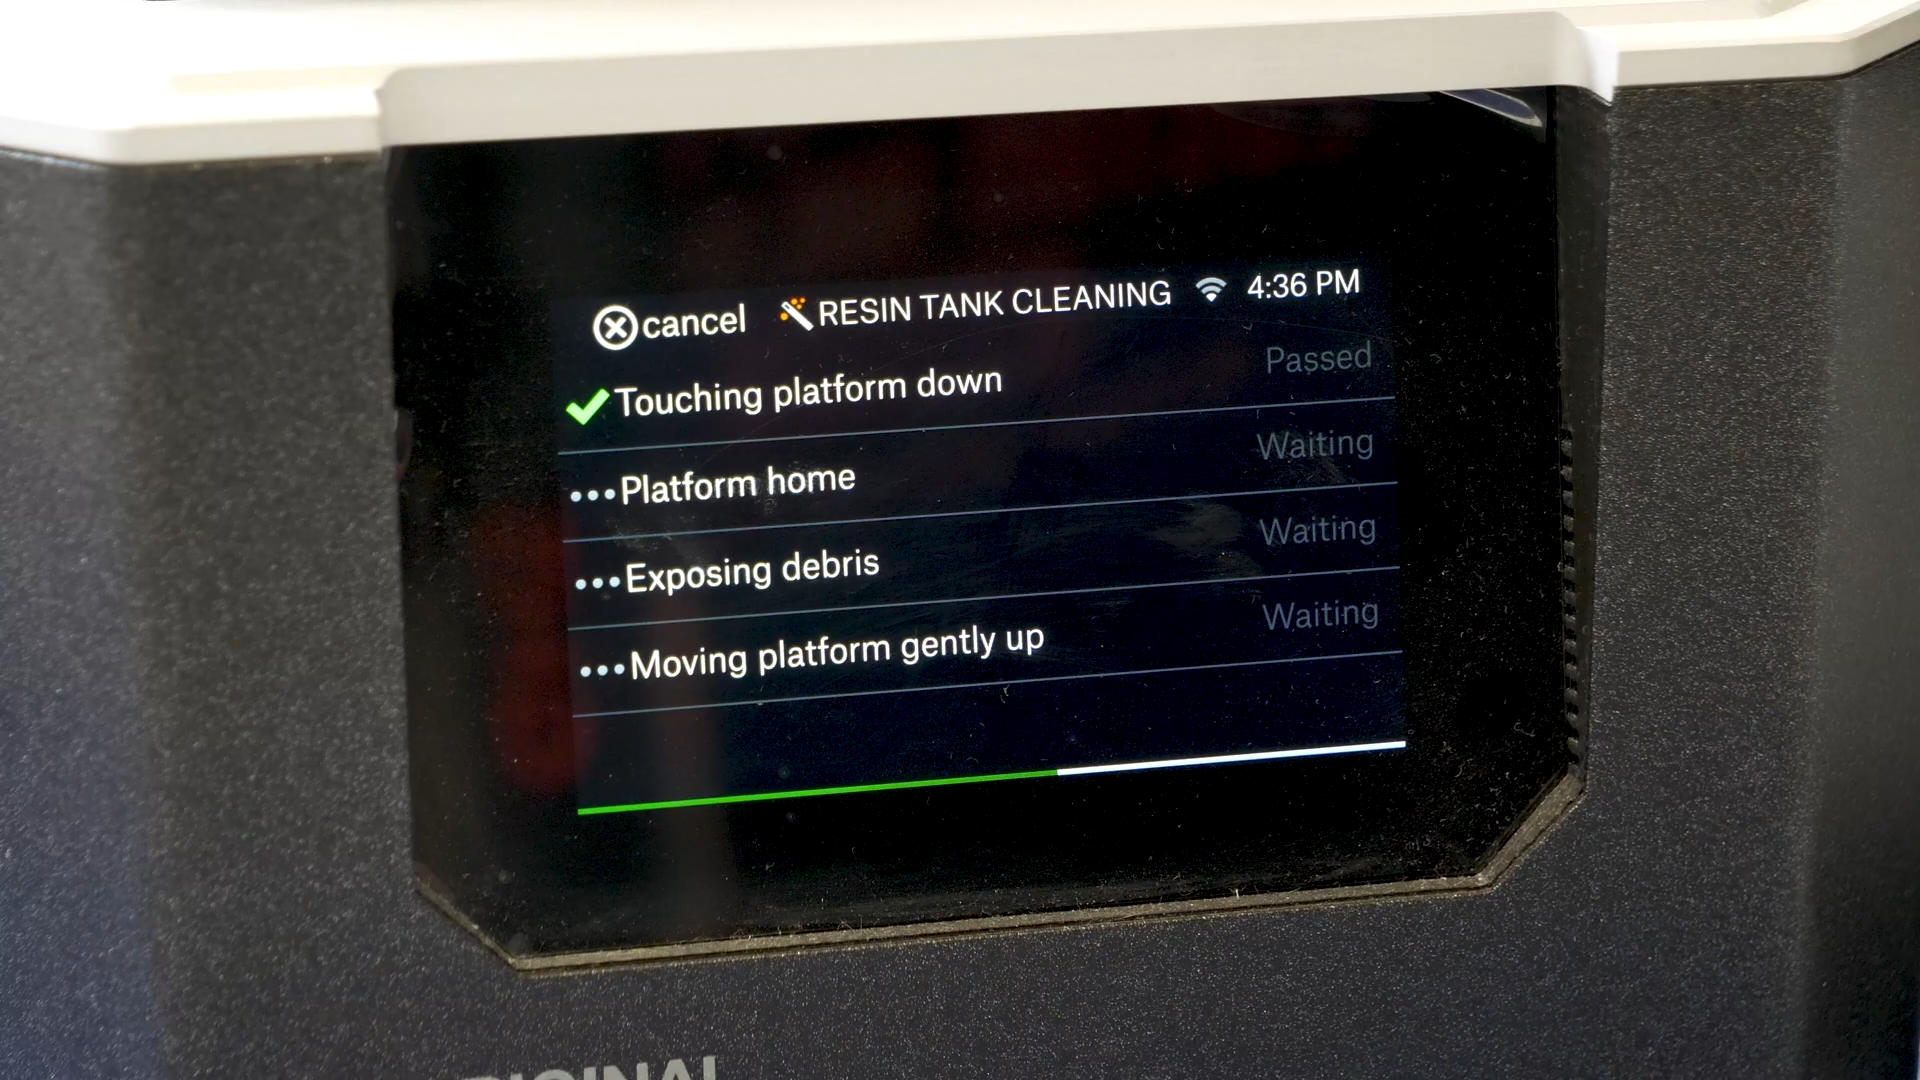 cancel RESIN TANK CLEANING 4:36 PM
Touching platform down Passed
Platform home Waiting
Exposing debris Waiting
Moving platform gently up Waiting
ORIGINAL